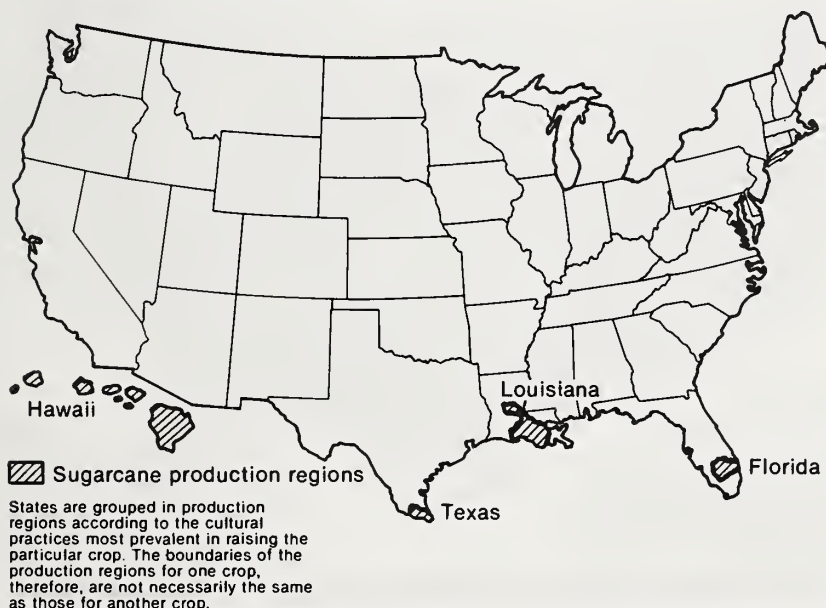 Louisiana
Hawaii
Sugarcane production regions
Florida
Texas
States are grouped in production
regions according to the cultural
practices most prevalent in raising the
particular crop. The boundaries of the
production regions for one crop,
therefore, are not necessarily the same
as those for another crop.